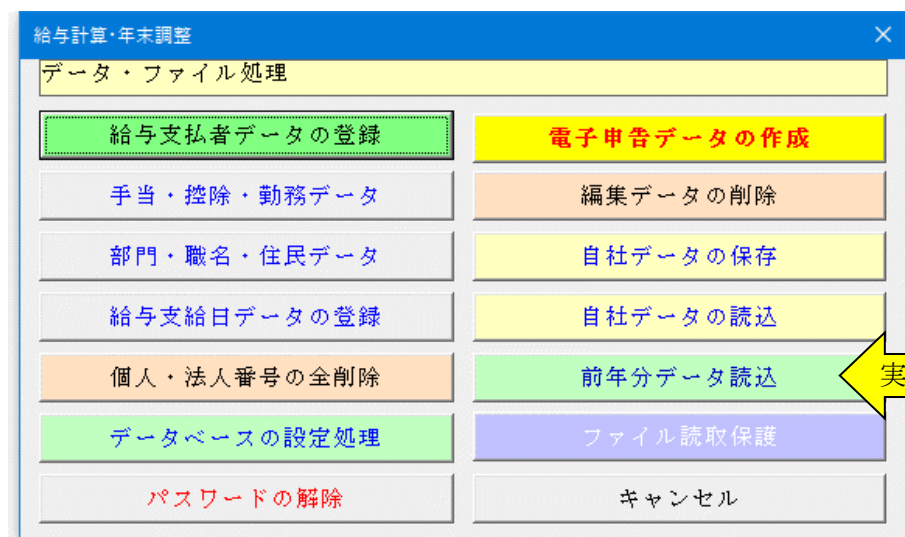 給与計算・年末調整
データ・ファイル処理
給与支払者データの登録
電子申告データの作成
手当・控除・勤務データ
編集データの削除
部門・職名・住民データ
自社データの保存
給与支給日データの登録
自社データの読込
個人・法人番号の全削除
前年分データ読込
実
データベースの設定処理
ファイル読取保護
パスワードの解除
キャンセル